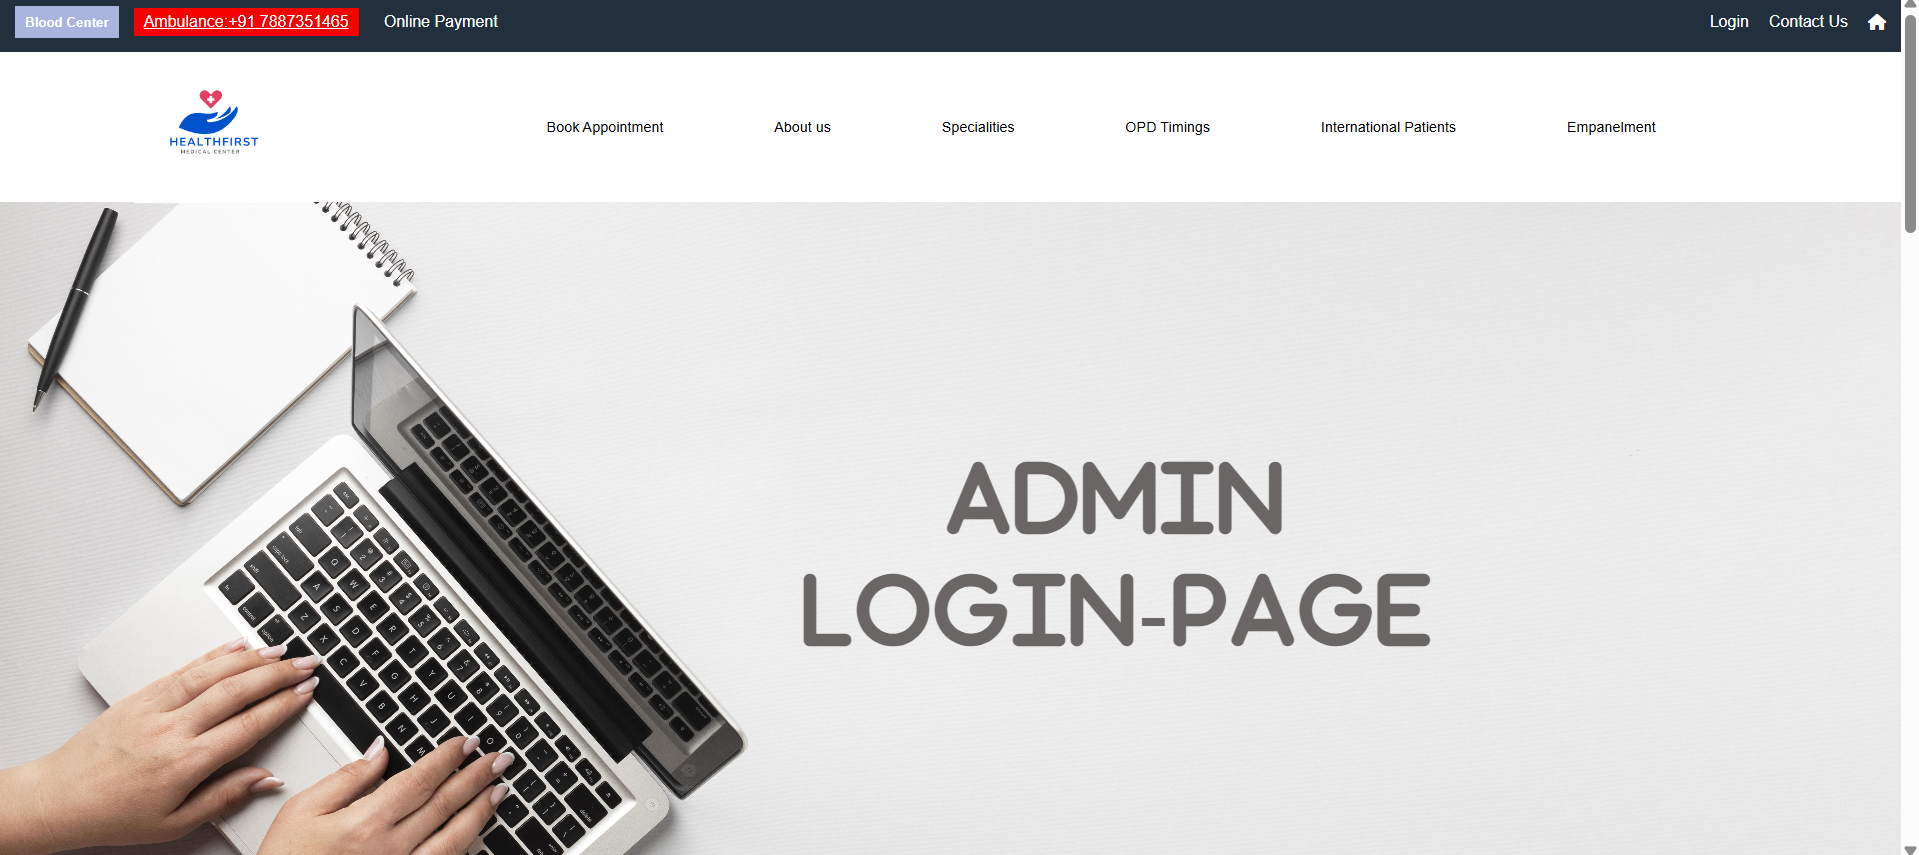 Blood Center
Ambulance:+91 7887351465
Online Payment
Login
Contact Us
HEALTHFIRST
MEDICAL CENTER
Book Appointment
About us
Specialities
OPD Timings
International Patients
Empanelment
ADMIN
LOGIN-PAGE